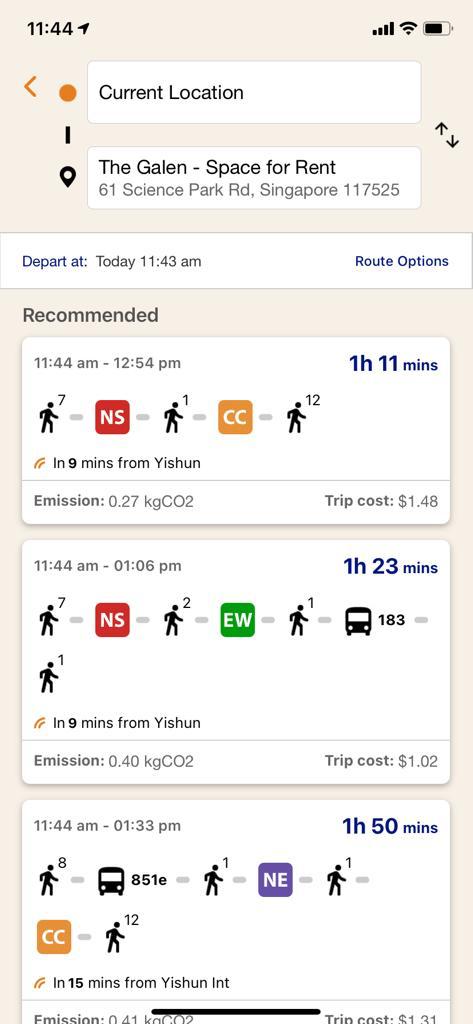 11:44
Current Location
The Galen - Space for Rent
61 Science Park Rd, Singapore 117525
Depart at: Today 11:43 am Route Options
Recommended
11:44 am - 12:54 pm 1h 11 mins
7 NS 1 CC 12
In 9 mins from Yishun
Emission: 0.27 kgCO2 Trip cost: $1.48
11:44 am - 01:06 pm 1h 23 mins
7 NS 2 EW 1 183
1
In 9 mins from Yishun
Emission: 0.40 kgCO2 Trip cost: $1.02
11:44 am - 01:33 pm 1h 50 mins
8 851e 1 NE 1
CC 12
In 15 mins from Yishun Int
Emission: 0.41 kgCO2 Trip cost: $1.31